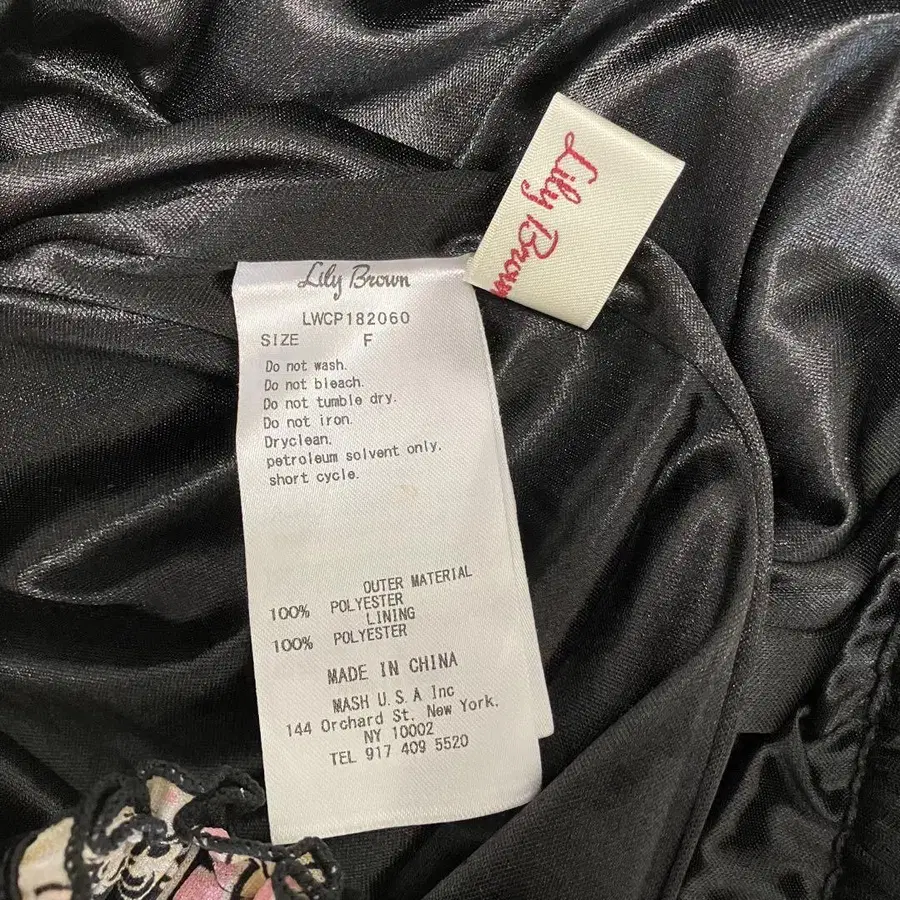 Lily Brown
Lily Brown
LWCP182060
SIZE F
Do not wash.
Do not bleach.
Do not tumble dry.
Do not iron.
Dryclean.
petroleum solvent only.
short cycle.
OUTER MATERIAL
100% POLYESTER
LINING
100% POLYESTER
MADE IN CHINA
MASH U.S.A Inc
144 Orchard St. New York.
NY 10002
TEL 917 409 5520